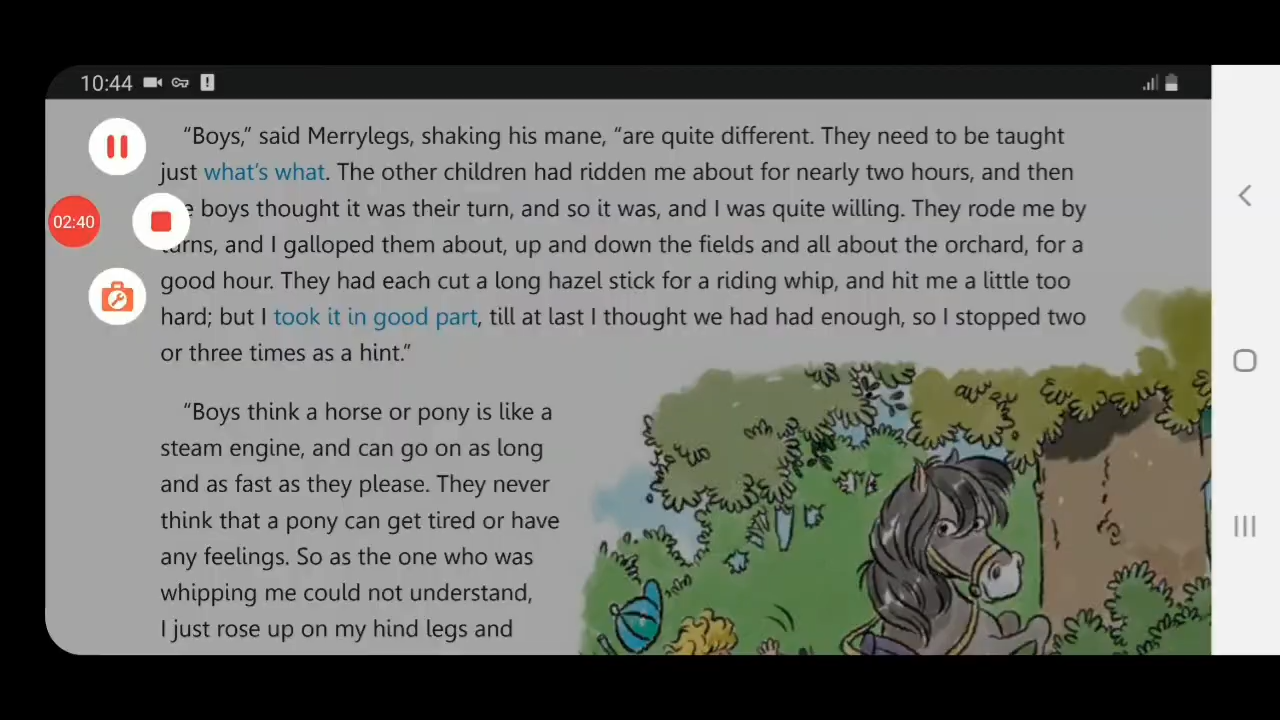 10:44
“Boys,” said Merrylegs, shaking his mane, “are quite different. They need to be taught
just what’s what. The other children had ridden me about for nearly two hours, and then
boys thought it was their turn, and so it was, and I was quite willing. They rode me by
turns, and I galloped them about, up and down the fields and all about the orchard, for a
good hour. They had each cut a long hazel stick for a riding whip, and hit me a little too
hard; but I took it in good part, till at last I thought we had had enough, so I stopped two
or three times as a hint.”
02:40
“Boys think a horse or pony is like a
steam engine, and can go on as long
and as fast as they please. They never
think that a pony can get tired or have
any feelings. So as the one who was
whipping me could not understand,
I just rose up on my hind legs and